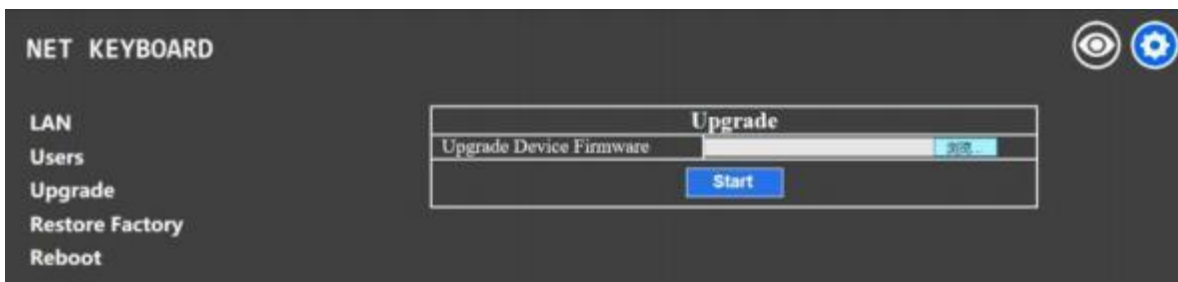 NET KEYBOARD
LAN
Users
Upgrade
Restore Factory
Reboot
Upgrade
Upgrade Device Firmware 浏览...
Start